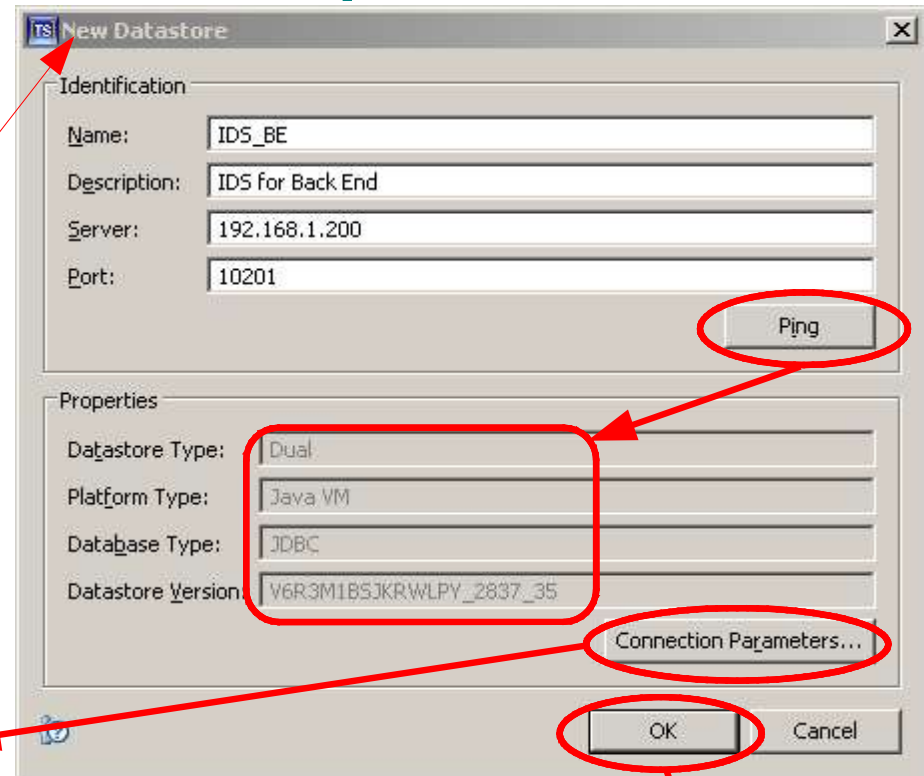 TS New Datastore
Identification
Name: IDS_BE
Description: IDS for Back End
Server: 192.168.1.200
Port: 10201
Ping
Properties
Datastore Type: Dual
Platform Type: Java VM
Database Type: JDBC
Datastore Version: V6R3M1BSJKRWLPY_2837_35
Connection Parameters...
OK Cancel